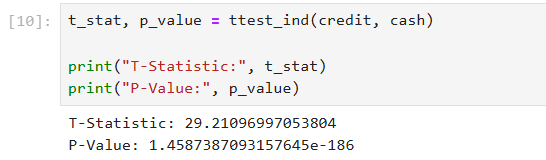 [10]: t_stat, p_value = ttest_ind(credit, cash)
print("T-Statistic:", t_stat)
print("P-Value:", p_value)
T-Statistic: 29.21096997053804
P-Value: 1.4587387093157645e-186